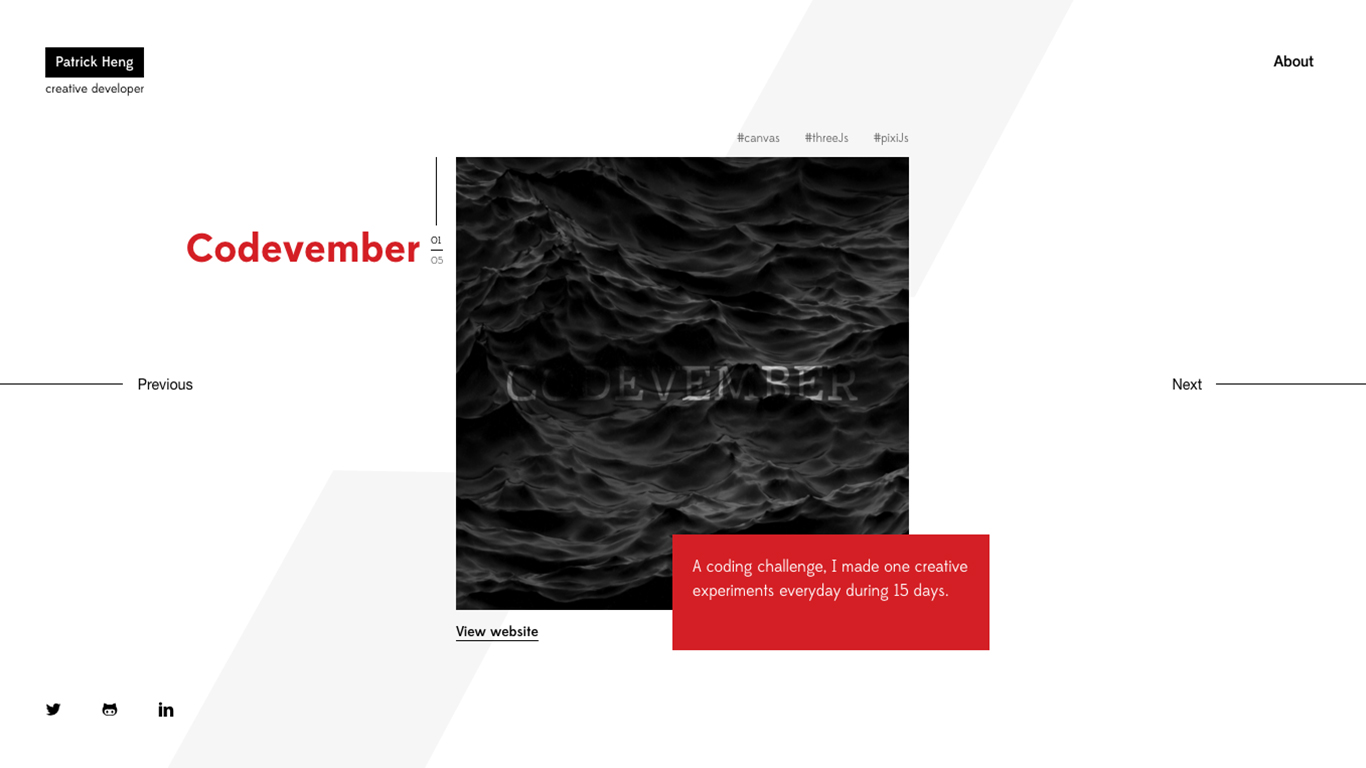 Patrick Heng
creative developer
About
#canvas #threeJs #pixiJs
Codevember
01
05
CODEVEMBER
Previous
Next
A coding challenge, I made one creative
experiments everyday during 15 days.
View website